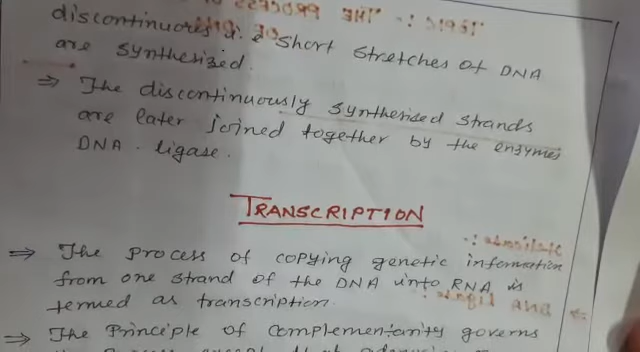 discontinuous i.e short stretches of DNA
are synthesized.
⇒ The discontinuously synthesised strands
are later joined together by the enzymes
DNA ligase.
TRANSCRIPTION
⇒ The process of copying genetic information
from one strand of the DNA into RNA is
termed as transcription.
⇒ The Principle of complementarity governs